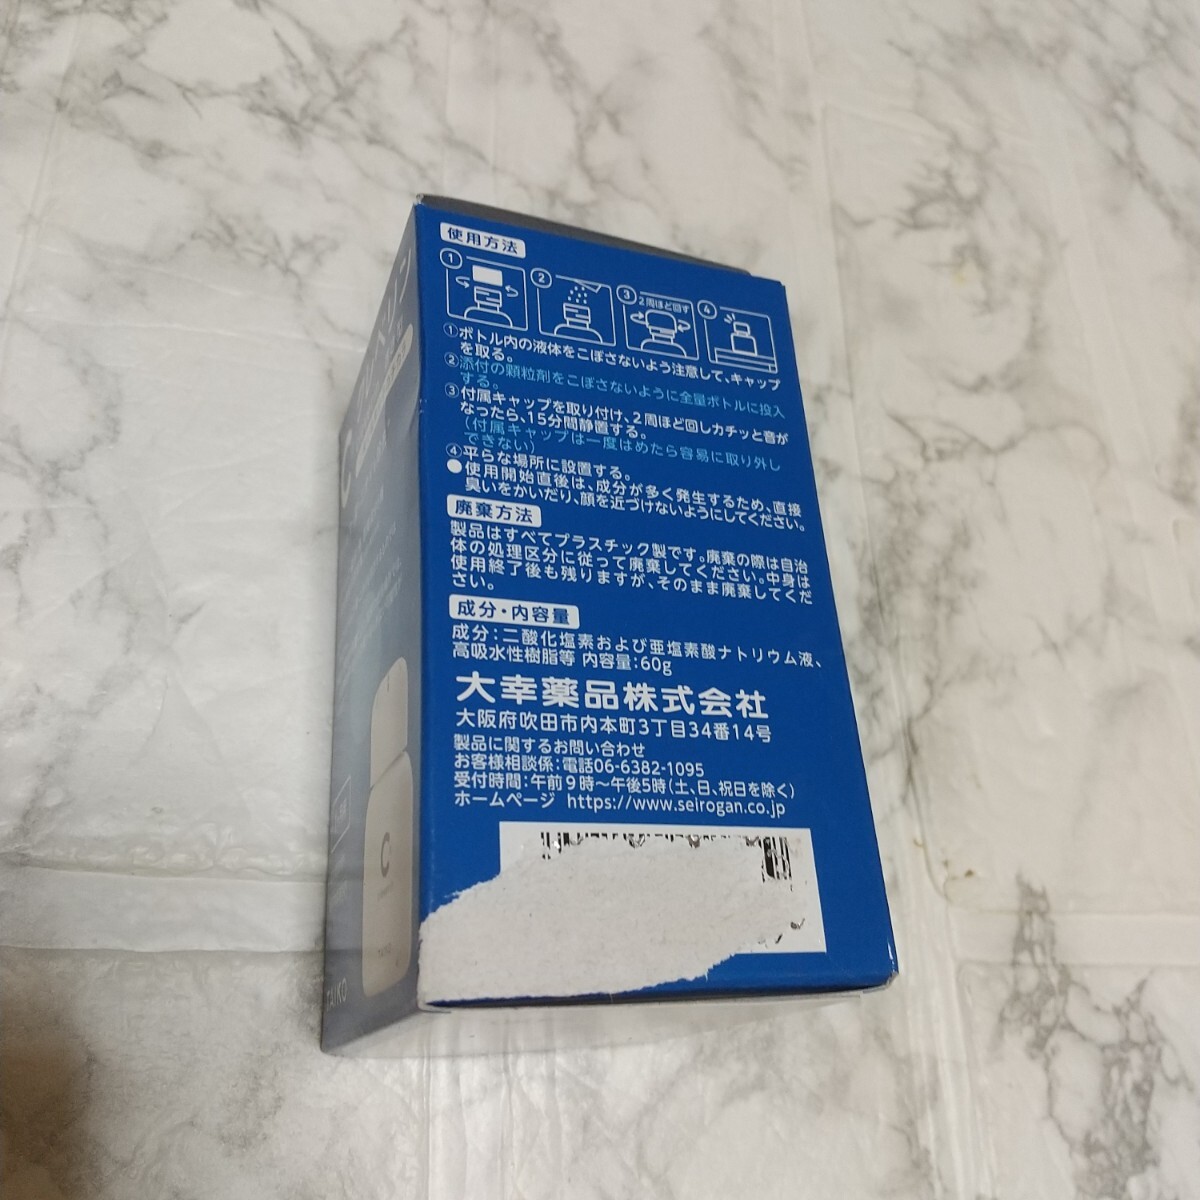 使用方法
① ② ③ ④
2周ほど回す
①ボトル内の液体をこぼさないよう注意して、キャップ
を取る。
②添付の顆粒剤をこぼさないように全量ボトルに投入
する。
③付属キャップを取り付け、2周ほど回しカチッと音が
なったら、15分間静置する。
(付属キャップは一度はめたら容易に取り外し
できない)
④平らな場所に設置する。
●使用開始直後は、成分が多く発生するため、直接
臭いをかいだり、顔を近づけないようにしてください。
廃棄方法
製品はすべてプラスチック製です。廃棄の際は自治
体の処理区分に従って廃棄してください。中身は
使用終了後も残りますが、そのまま廃棄してくだ
さい。
成分・内容量
成分:二酸化塩素および亜塩素酸ナトリウム液、
高吸水性樹脂等 内容量:60g
大幸薬品株式会社
大阪府吹田市内本町3丁目34番14号
製品に関するお問い合わせ
お客様相談係:電話06-6382-1095
受付時間:午前9時~午後5時(土、日、祝日を除く)
ホームページ https://www.seirogan.co.jp
C
TAIKO